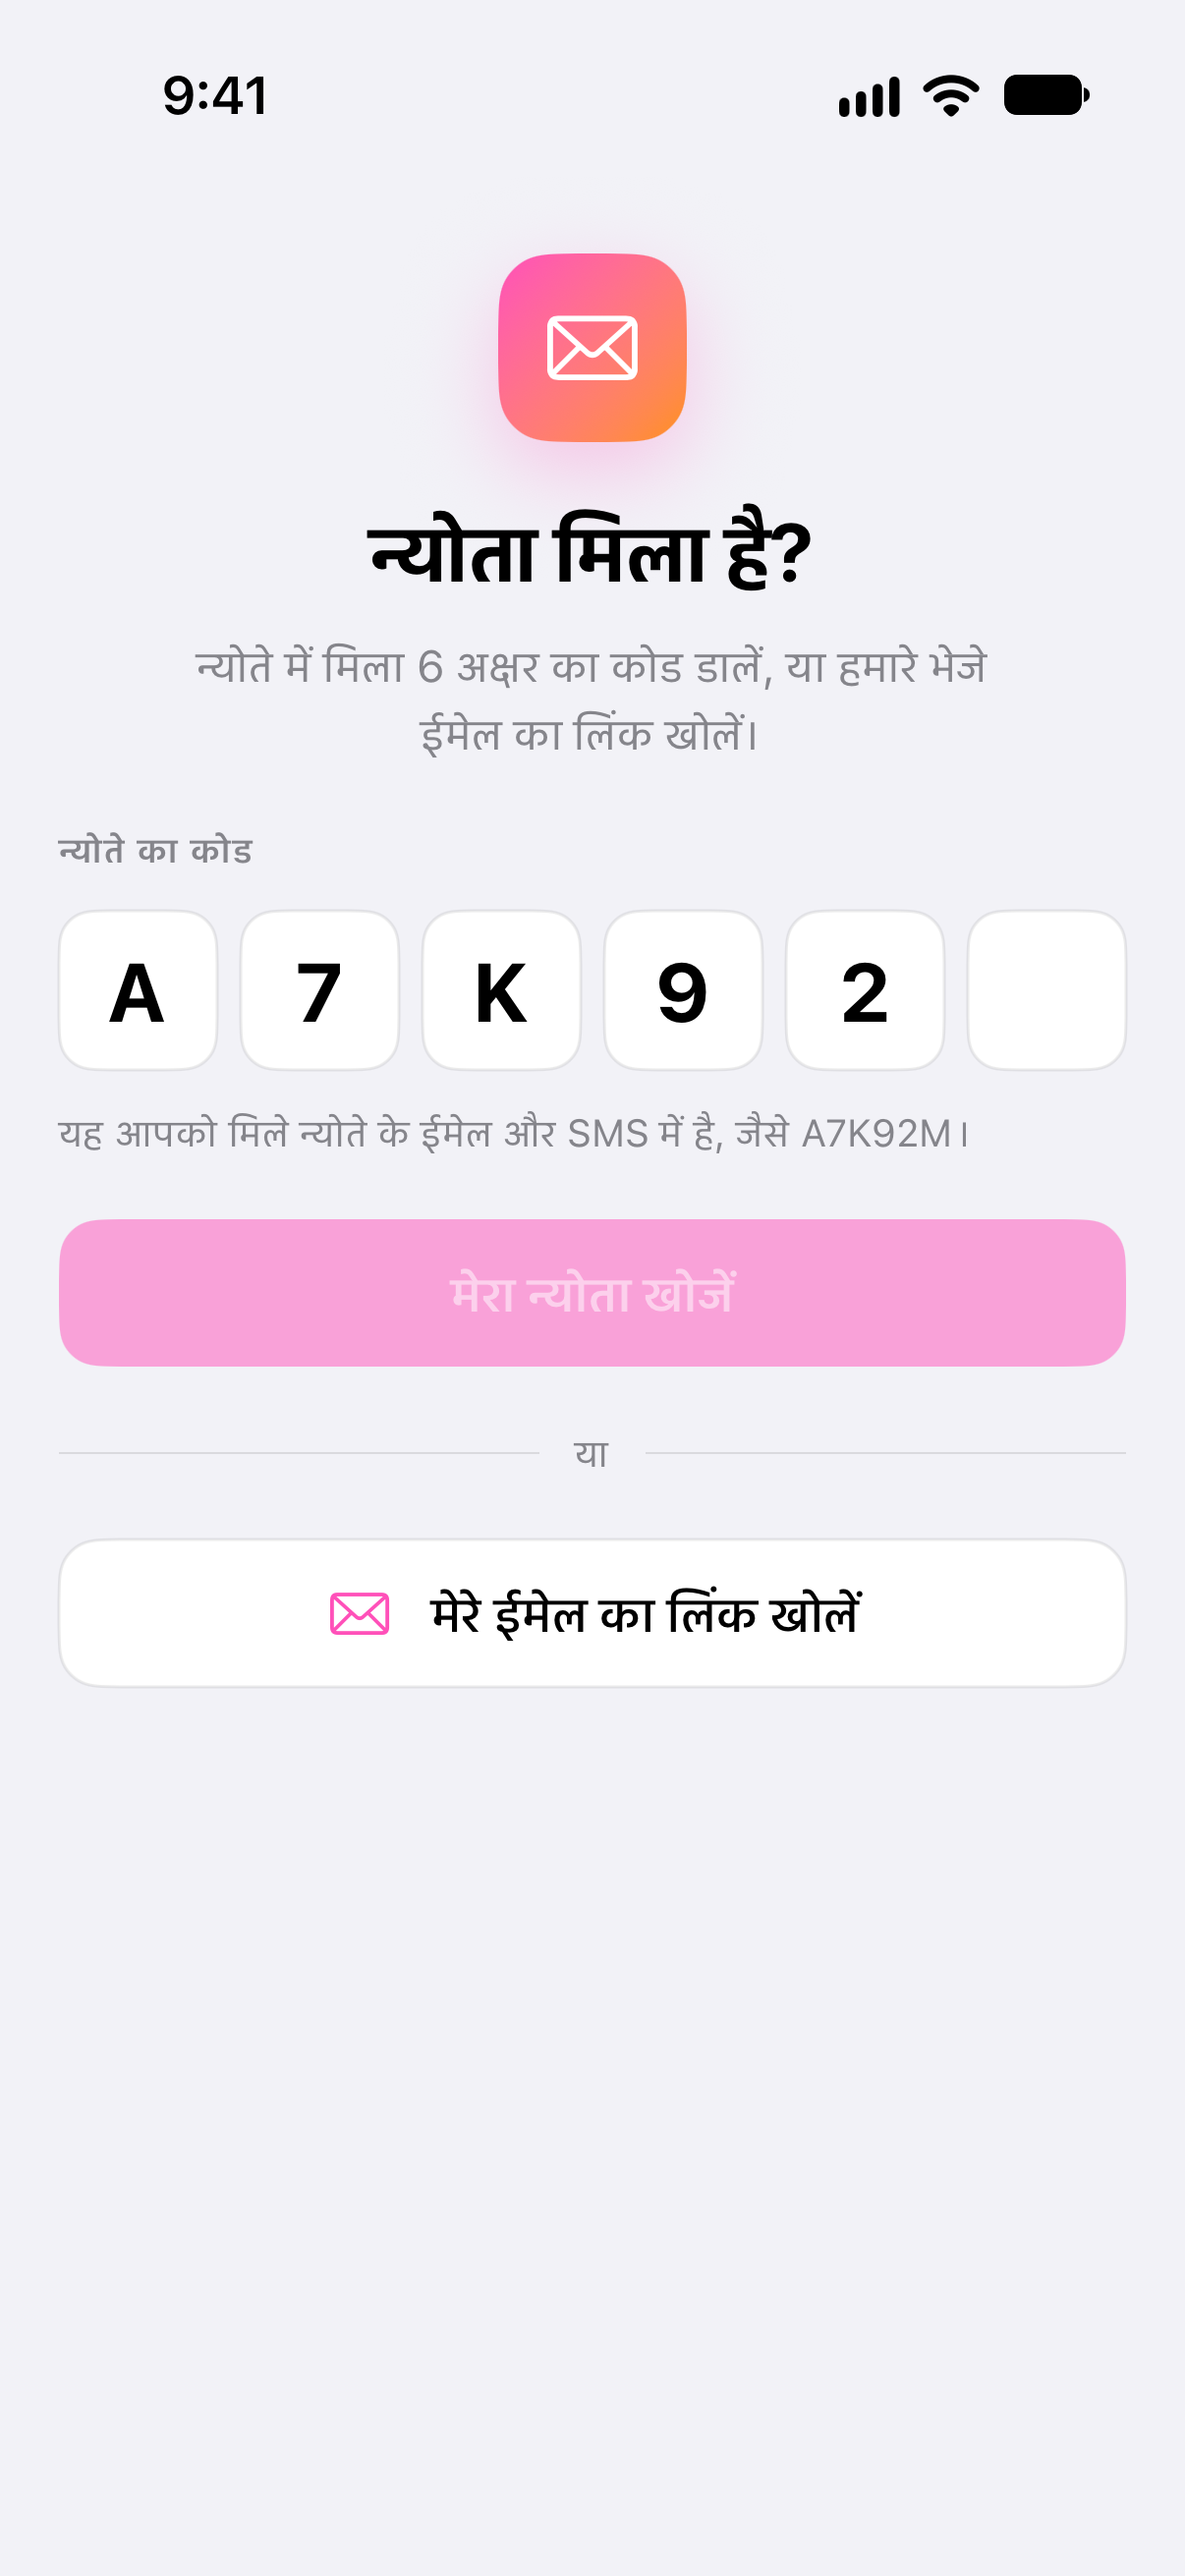 9:41
न्योता मिला है?
न्योते में मिला 6 अक्षर का कोड डालें, या हमारे भेजे
ईमेल का लिंक खोलें।
न्योते का कोड
A 7 K 9 2
यह आपको मिले न्योते के ईमेल और SMS में है, जैसे A7K92M।
मेरा न्योता खोजें
या
मेरे ईमेल का लिंक खोलें